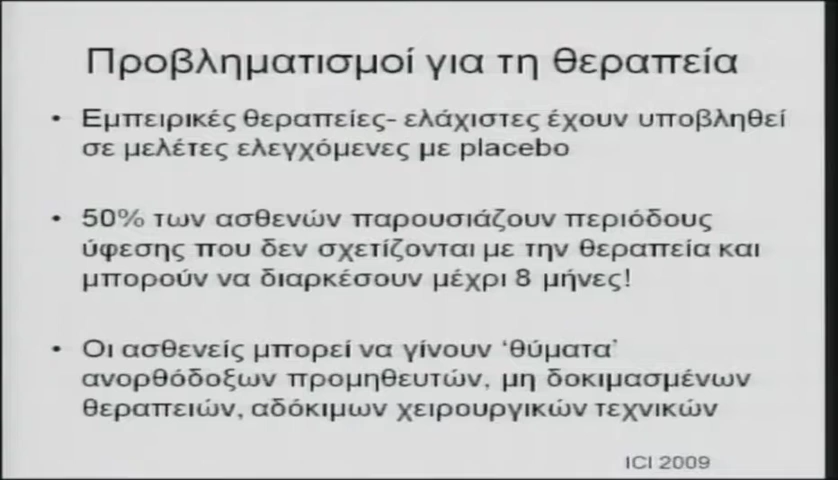 Προβληματισμοί για τη θεραπεία
• Εμπειρικές θεραπείες- ελάχιστες έχουν υποβληθεί
σε μελέτες ελεγχόμενες με placebo
• 50% των ασθενών παρουσιάζουν περιόδους
ύφεσης που δεν σχετίζονται με την θεραπεία και
μπορούν να διαρκέσουν μέχρι 8 μήνες!
• Οι ασθενείς μπορεί να γίνουν ‘θύματα’
ανορθόδοξων προμηθευτών, μη δοκιμασμένων
θεραπειών, αδόκιμων χειρουργικών τεχνικών
ICI 2009